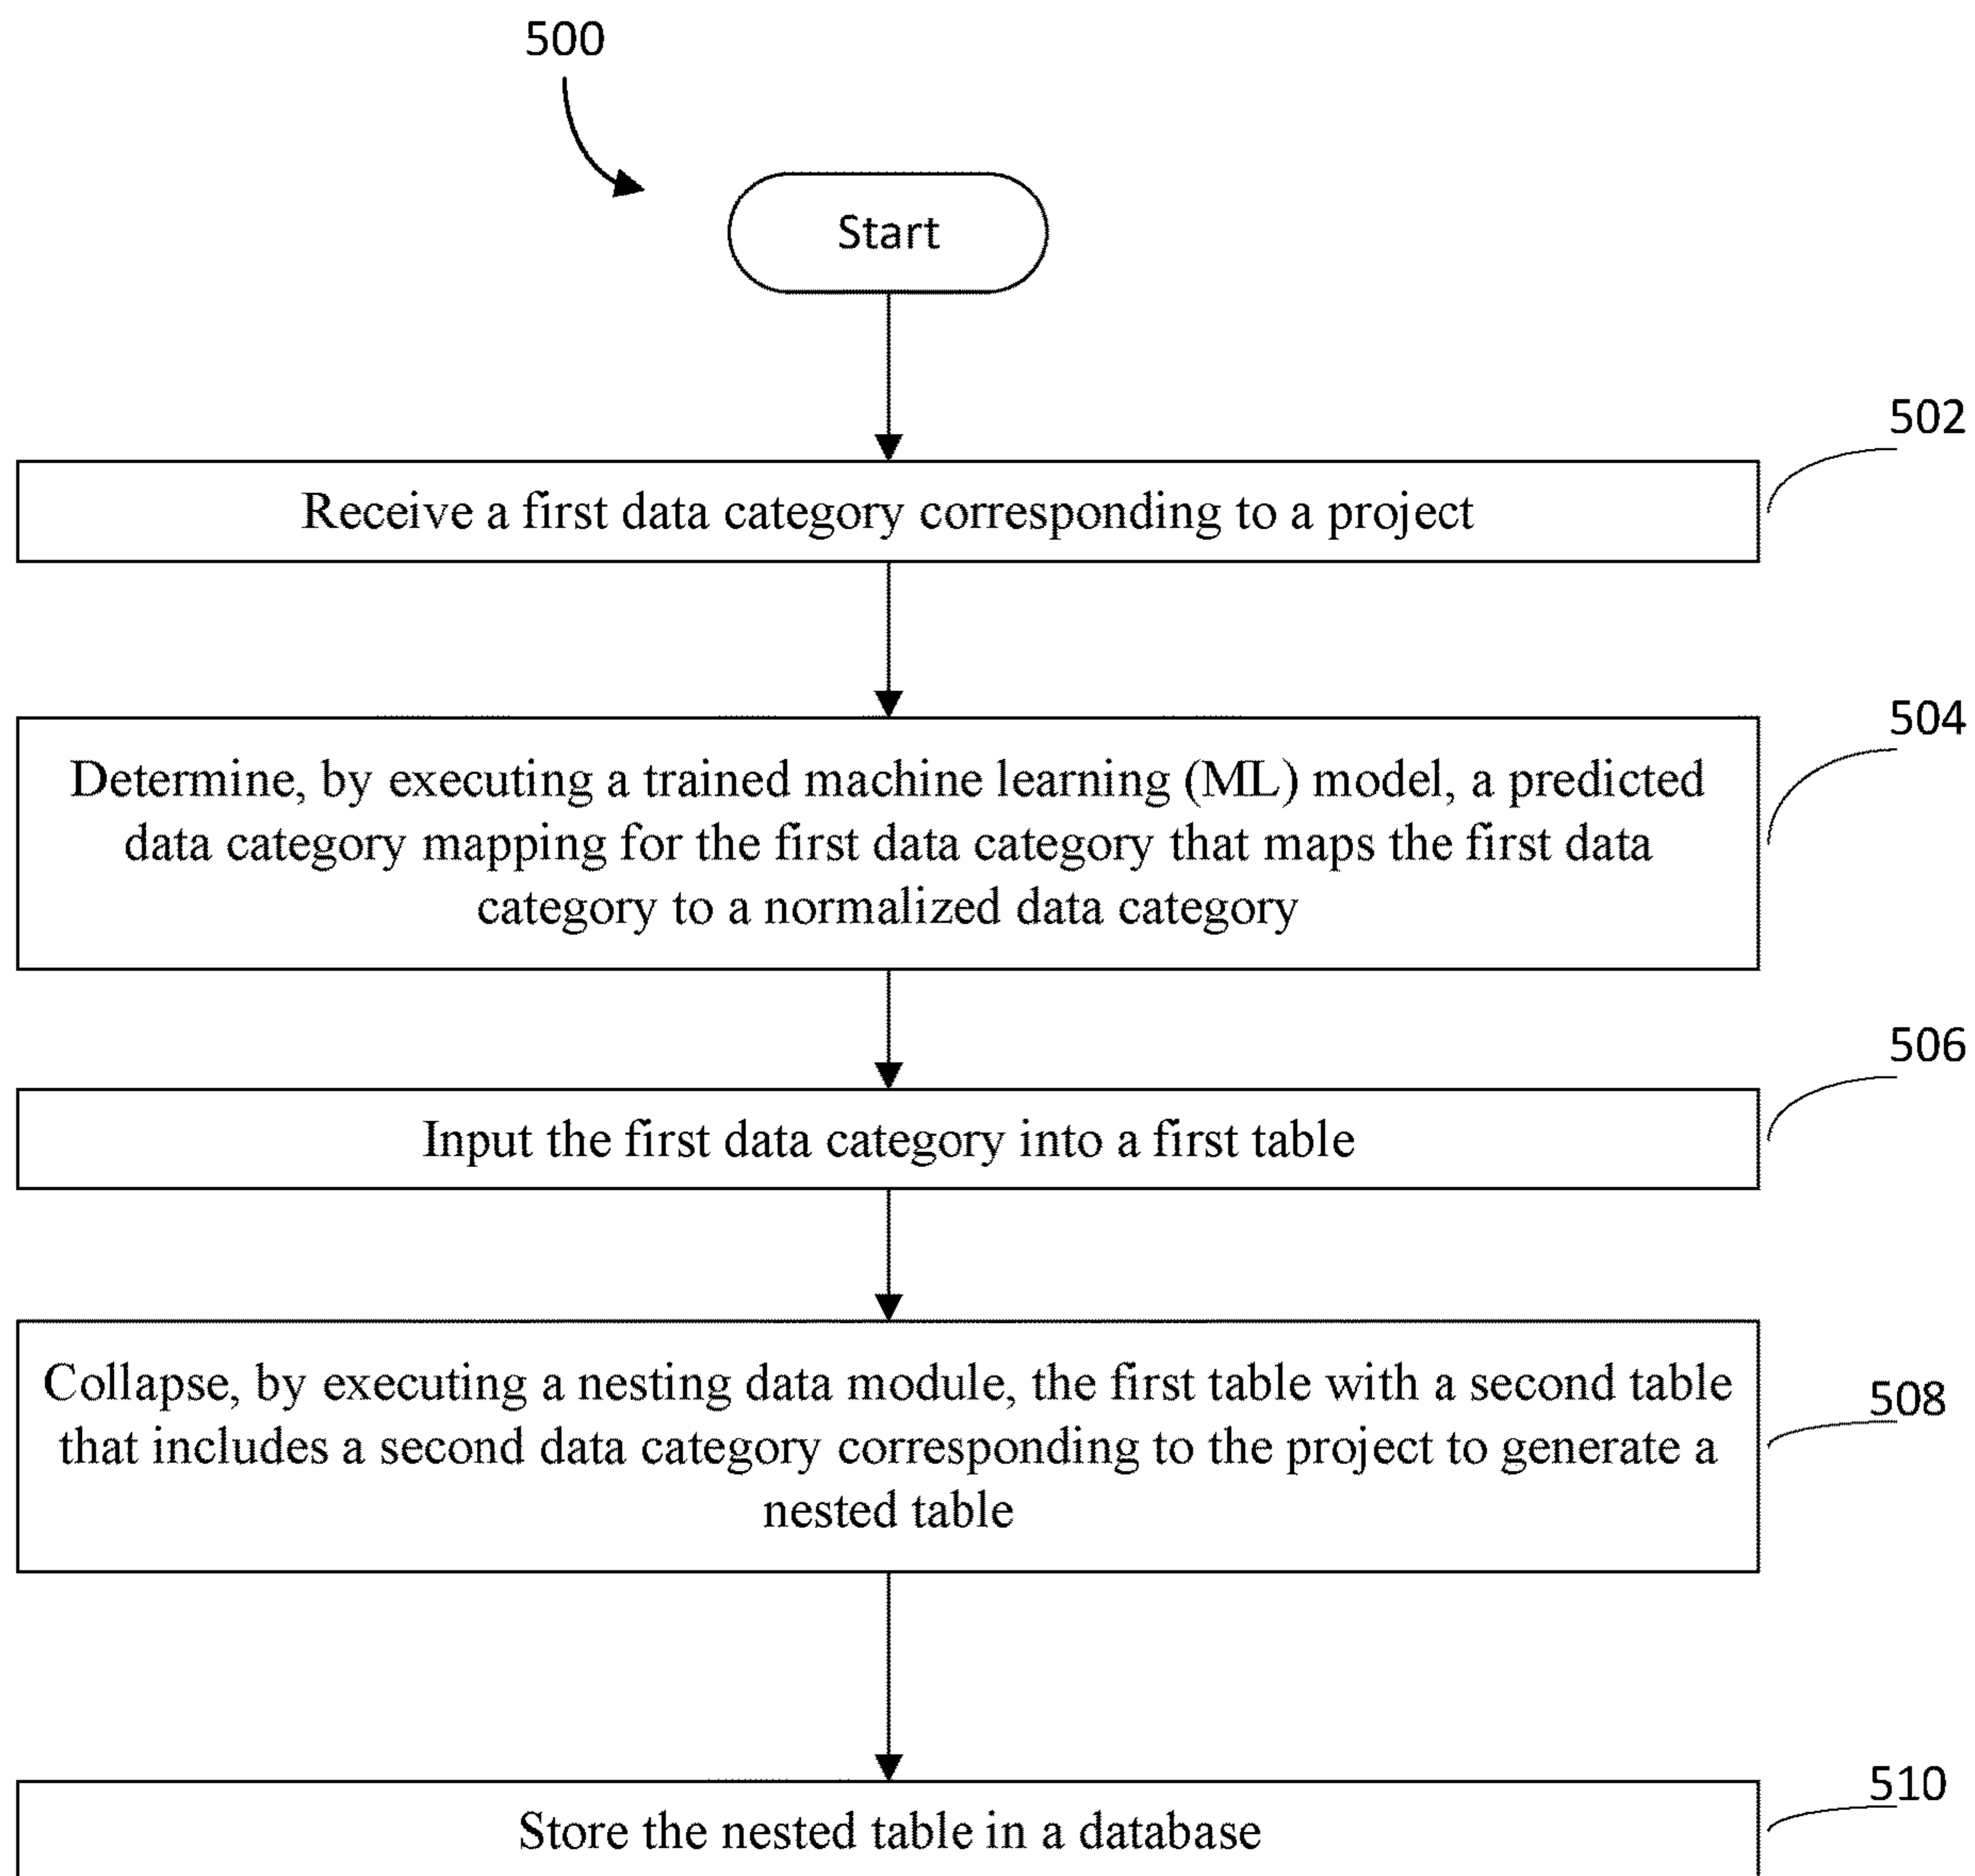 500
Start
502
Receive a first data category corresponding to a project
504
Determine, by executing a trained machine learning (ML) model, a predicted
data category mapping for the first data category that maps the first data
category to a normalized data category
506
Input the first data category into a first table
508
Collapse, by executing a nesting data module, the first table with a second table
that includes a second data category corresponding to the project to generate a
nested table
510
Store the nested table in a database